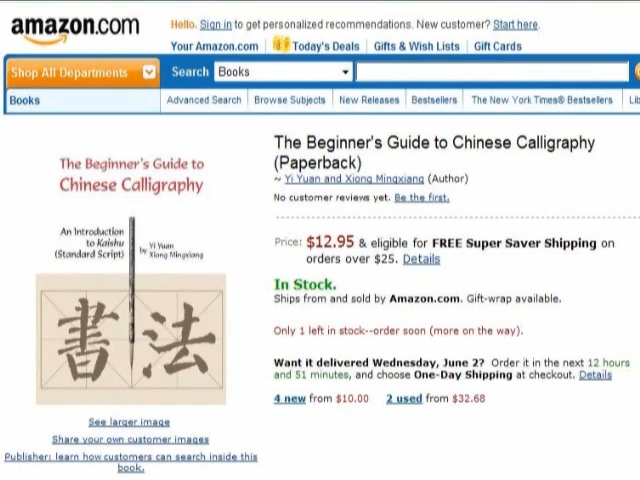 amazon.com
Hello. Sign in to get personalized recommendations. New customer? Start here.
Your Amazon.com Today's Deals Gifts & Wish Lists Gift Cards
Shop All Departments Search Books
Books Advanced Search Browse Subjects New Releases Bestsellers The New York Times® Bestsellers Lib
The Beginner's Guide to Chinese Calligraphy
(Paperback)
~ Yi Yuan and Xiong Mingxiang (Author)
No customer reviews yet. Be the first.
The Beginner's Guide to
Chinese Calligraphy
An Introduction
to Kaishu
(Standard Script)
by Yi Yuan
Xiong Mingxiang
書法
Price: $12.95 & eligible for FREE Super Saver Shipping on
orders over $25. Details
In Stock.
Ships from and sold by Amazon.com. Gift-wrap available.
Only 1 left in stock--order soon (more on the way).
Want it delivered Wednesday, June 2? Order it in the next 12 hours
and 51 minutes, and choose One-Day Shipping at checkout. Details
4 new from $10.00 2 used from $32.68
See larger image
Share your own customer images
Publisher: learn how customers can search inside this
book.